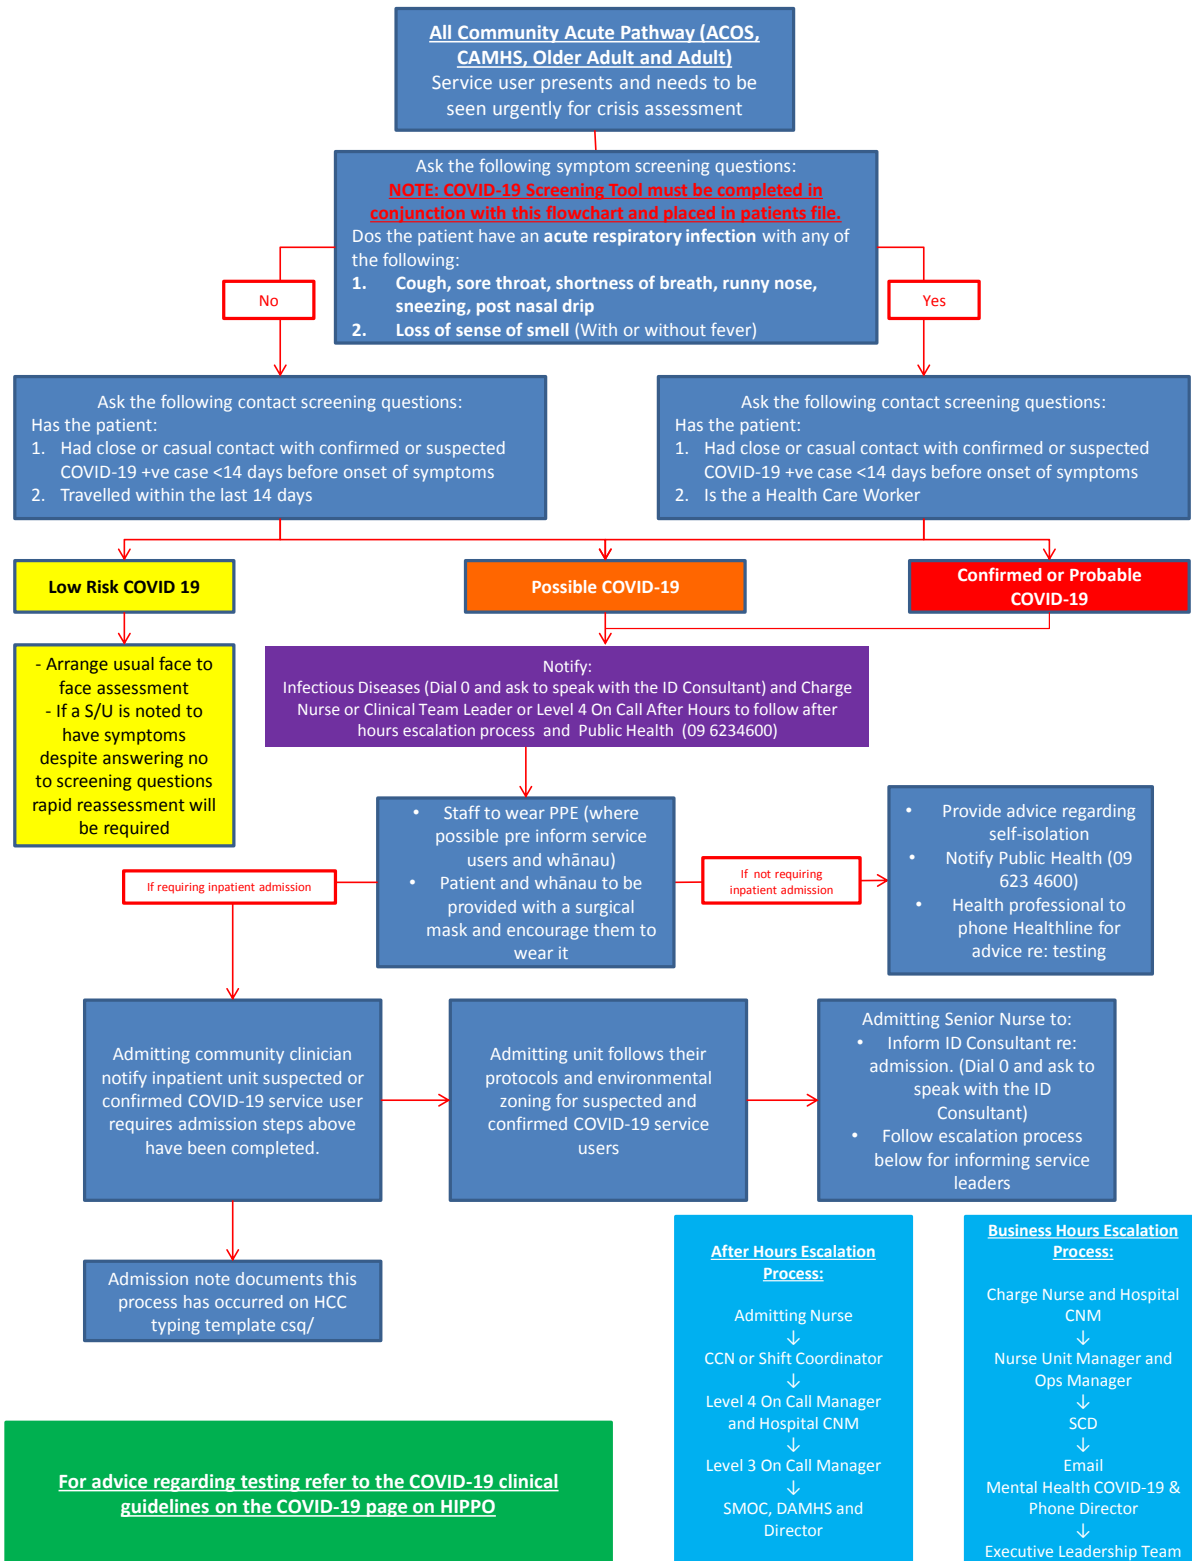 All Community Acute Pathway (ACOS,
CAMHS, Older Adult and Adult)
Service user presents and needs to be
seen urgently for crisis assessment
Ask the following symptom screening questions:
NOTE: COVID-19 Screening Tool must be completed in
conjunction with this flowchart and placed in patients file.
Dos the patient have an acute respiratory infection with any of
the following:
1. Cough, sore throat, shortness of breath, runny nose,
sneezing, post nasal drip
2. Loss of sense of smell (With or without fever)
No
Yes
Ask the following contact screening questions:
Has the patient:
1. Had close or casual contact with confirmed or suspected
COVID-19 +ve case <14 days before onset of symptoms
2. Travelled within the last 14 days
Ask the following contact screening questions:
Has the patient:
1. Had close or casual contact with confirmed or suspected
COVID-19 +ve case <14 days before onset of symptoms
2. Is the a Health Care Worker
Low Risk COVID 19
Possible COVID-19
Confirmed or Probable
COVID-19
- Arrange usual face to
face assessment
- If a S/U is noted to
have symptoms
despite answering no
to screening questions
rapid reassessment will
be required
Notify:
Infectious Diseases (Dial 0 and ask to speak with the ID Consultant) and Charge
Nurse or Clinical Team Leader or Level 4 On Call After Hours to follow after
hours escalation process and Public Health (09 6234600)
• Staff to wear PPE (where
possible pre inform service
users and whānau)
• Patient and whānau to be
provided with a surgical
mask and encourage them to
wear it
If requiring inpatient admission
If not requiring
inpatient admission
• Provide advice regarding
self-isolation
• Notify Public Health (09
623 4600)
• Health professional to
phone Healthline for
advice re: testing
Admitting community clinician
notify inpatient unit suspected or
confirmed COVID-19 service user
requires admission steps above
have been completed.
Admitting unit follows their
protocols and environmental
zoning for suspected and
confirmed COVID-19 service
users
Admitting Senior Nurse to:
• Inform ID Consultant re:
admission. (Dial 0 and ask to
speak with the ID
Consultant)
• Follow escalation process
below for informing service
leaders
Admission note documents this
process has occurred on HCC
typing template csq/
After Hours Escalation
Process:
Admitting Nurse
↓
CCN or Shift Coordinator
↓
Level 4 On Call Manager
and Hospital CNM
↓
Level 3 On Call Manager
↓
SMOC, DAMHS and
Director
Business Hours Escalation
Process:
Charge Nurse and Hospital
CNM
↓
Nurse Unit Manager and
Ops Manager
↓
SCD
↓
Email
Mental Health COVID-19 &
Phone Director
↓
Executive Leadership Team
For advice regarding testing refer to the COVID-19 clinical
guidelines on the COVID-19 page on HIPPO